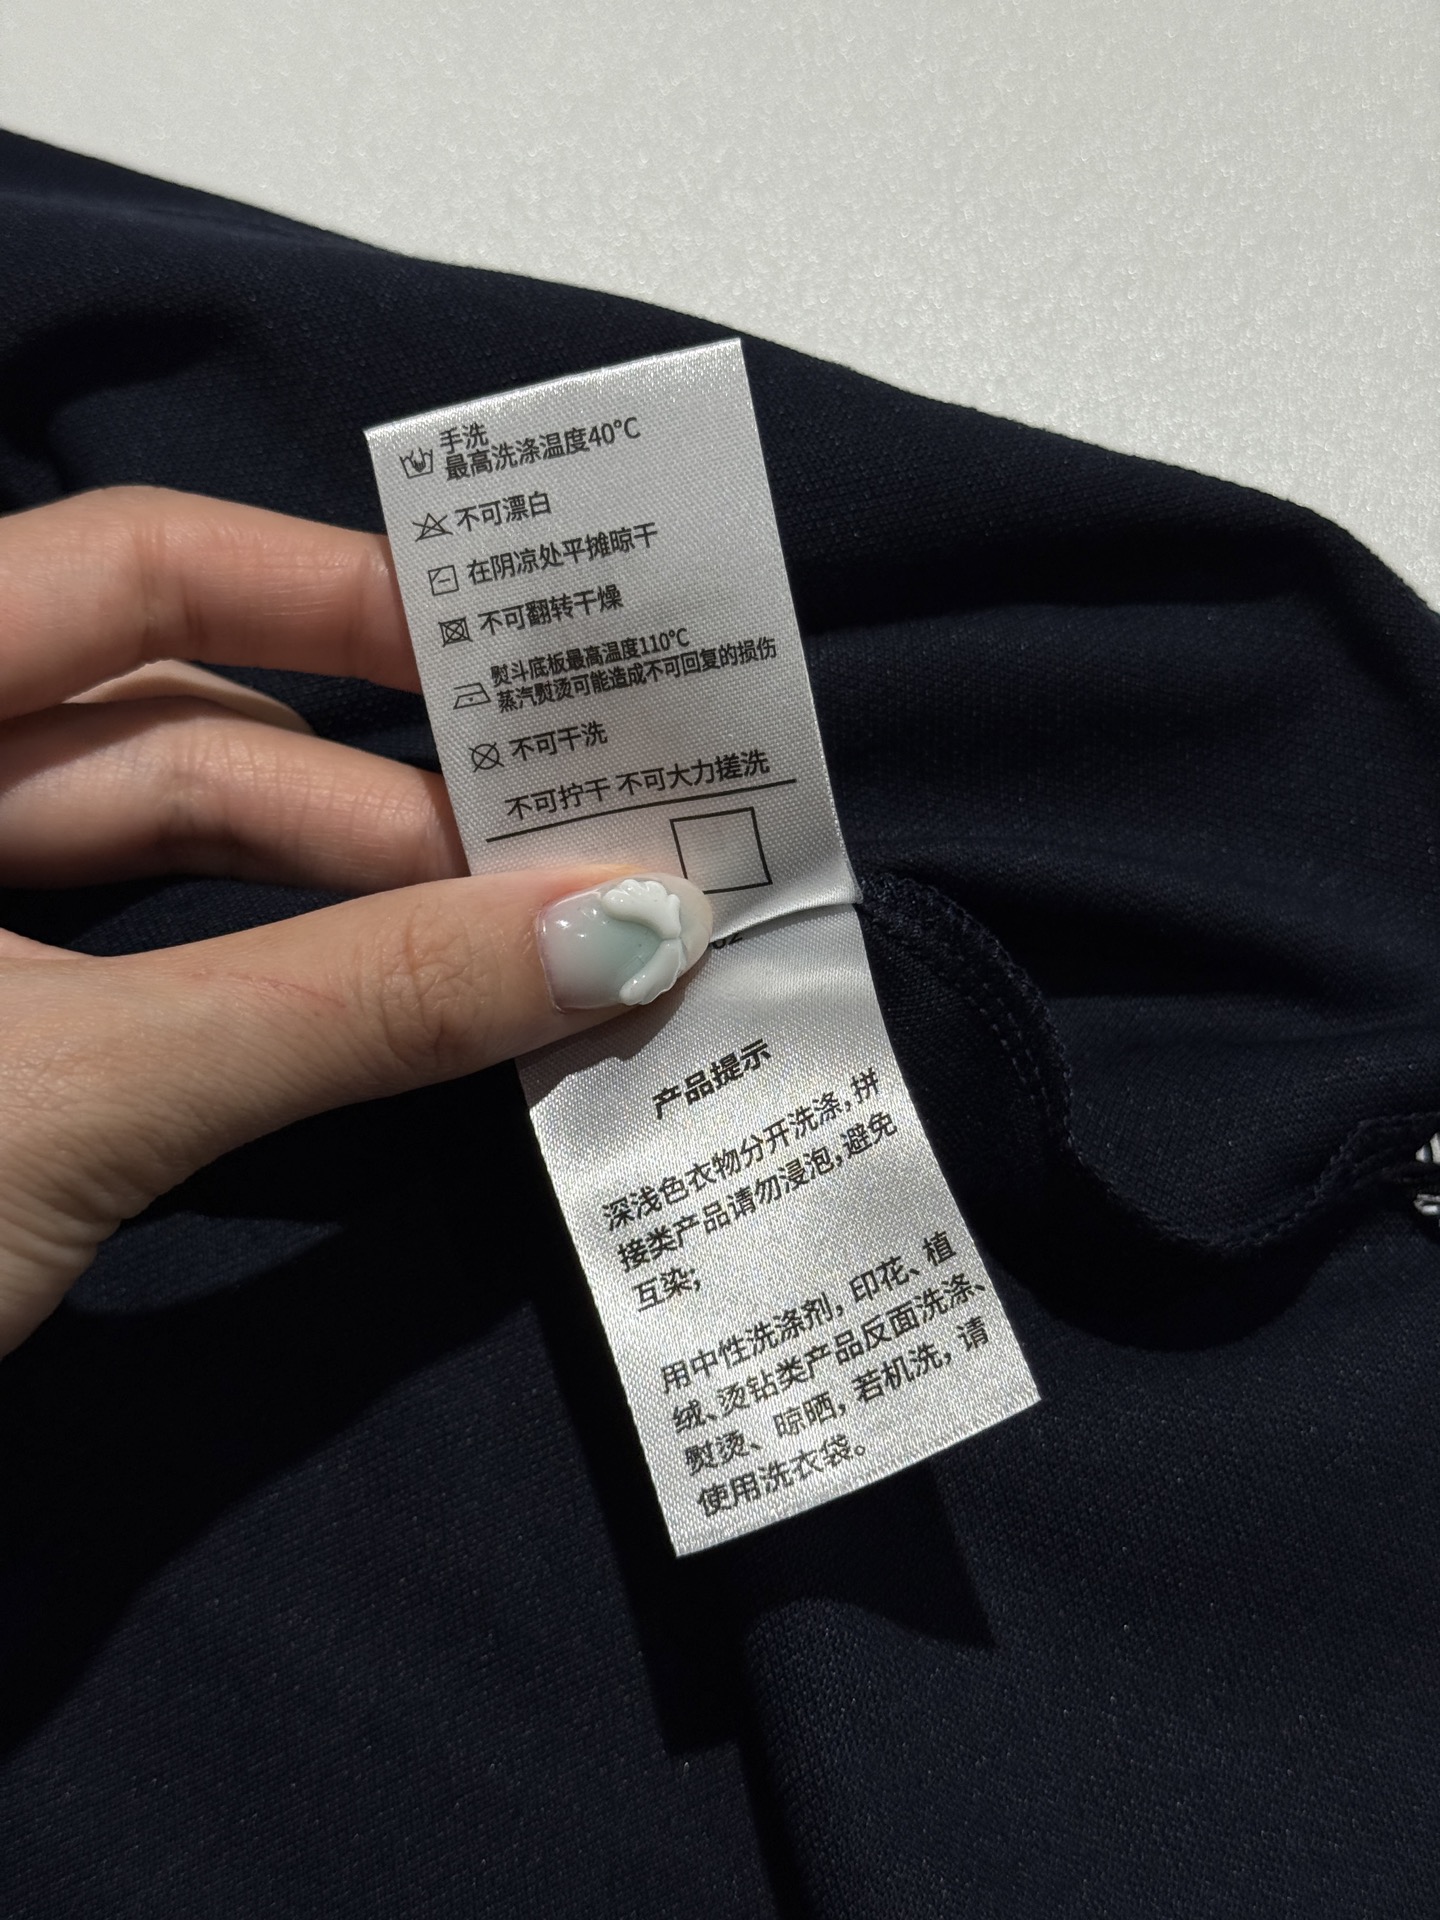 手洗
最高洗涤温度40°C
不可漂白
在阴凉处平摊晾干
不可翻转干燥
熨斗底板最高温度110°C
蒸汽熨烫可能造成不可回复的损伤
不可干洗
不可拧干 不可大力搓洗
02
产品提示
深浅色衣物分开洗涤,拼
接类产品请勿浸泡,避免
互染;
用中性洗涤剂，印花、植
绒、烫钻类产品反面洗涤、
熨烫、晾晒，若机洗，请
使用洗衣袋。